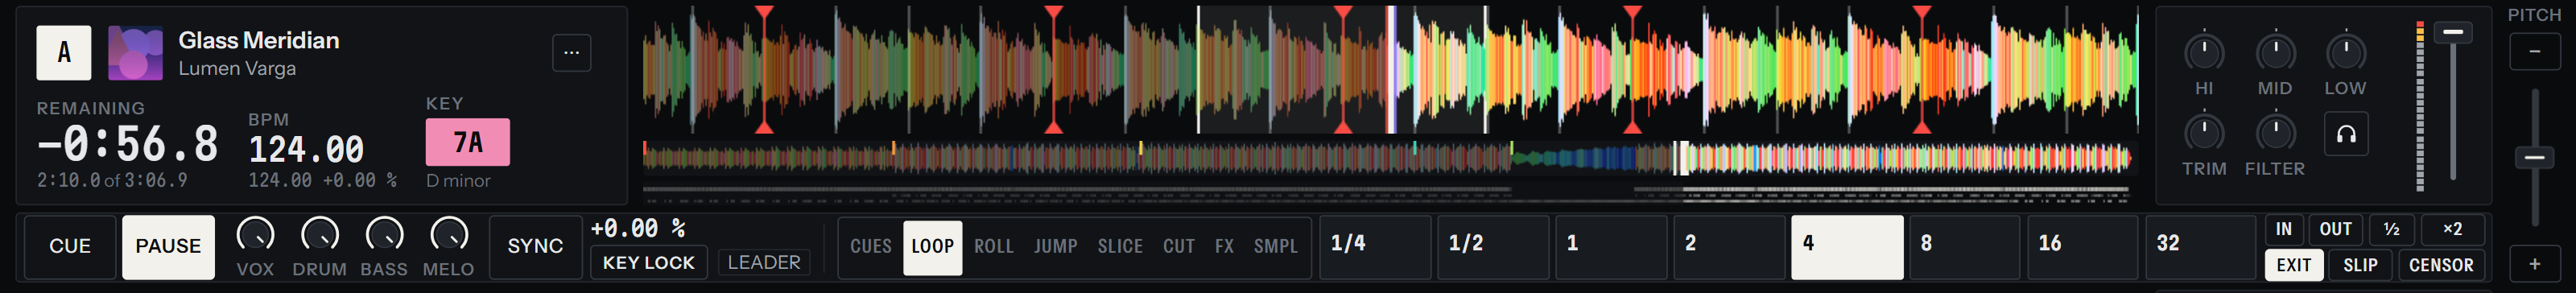 A
Glass Meridian
Lumen Varga
...
REMAINING
−0:56.8
2:10.0 of 3:06.9
BPM
124.00
124.00 +0.00 %
KEY
7A
D minor
HI MID LOW
TRIM FILTER
PITCH
−
+
CUE PAUSE
VOX DRUM BASS MELO
SYNC
+0.00 %
KEY LOCK LEADER
CUES LOOP ROLL JUMP SLICE CUT FX SMPL
1/4 1/2 1 2 4 8 16 32
IN OUT ½ ×2
EXIT SLIP CENSOR